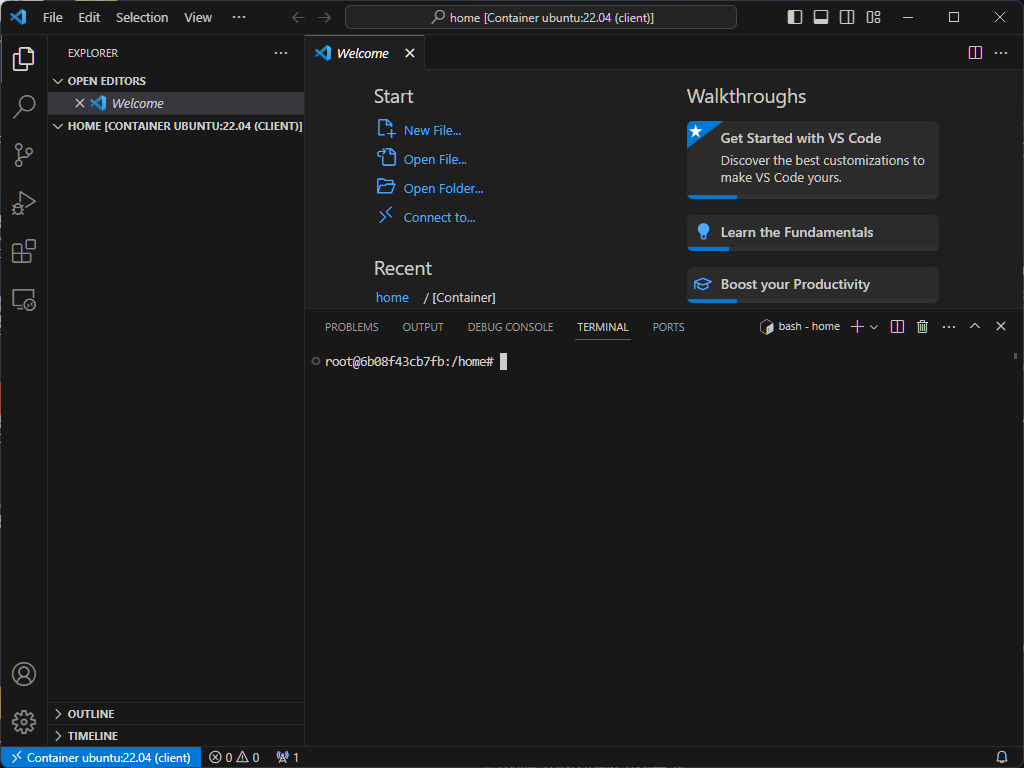 File Edit Selection View ··· home [Container ubuntu:22.04 (client)]
EXPLORER
OPEN EDITORS
Welcome
HOME [CONTAINER UBUNTU:22.04 (CLIENT)]
OUTLINE
TIMELINE
Welcome
Start
New File...
Open File...
Open Folder...
Connect to...
Recent
home / [Container]
Walkthroughs
Get Started with VS Code
Discover the best customizations to
make VS Code yours.
Learn the Fundamentals
Boost your Productivity
PROBLEMS OUTPUT DEBUG CONSOLE TERMINAL PORTS bash - home
root@6b08f43cb7fb:/home#
Container ubuntu:22.04 (client) 0 0 1